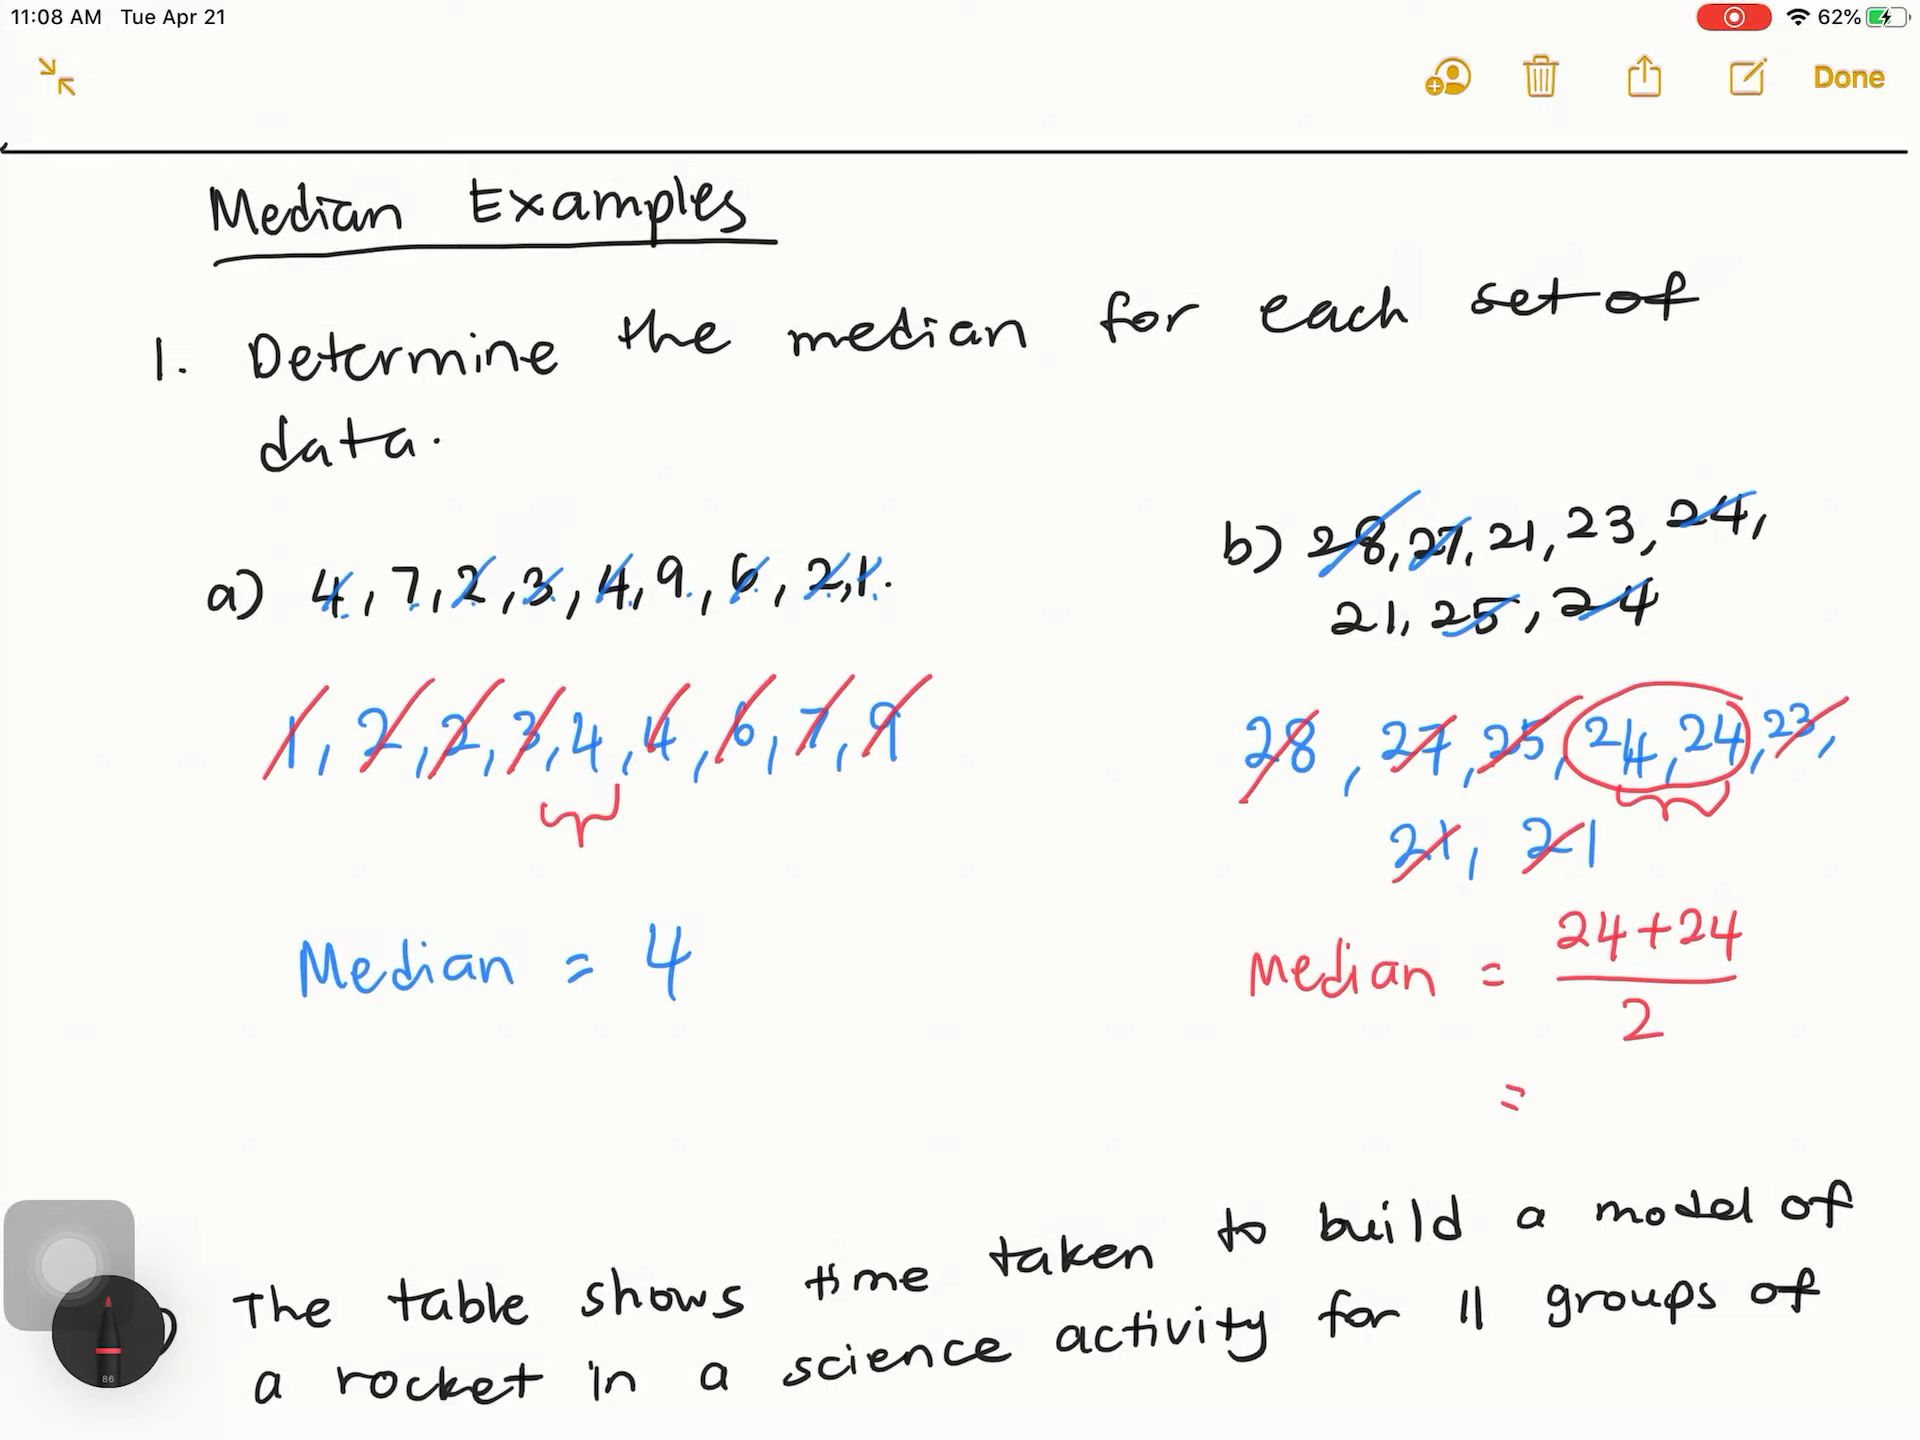 11:08 AM Tue Apr 21 62%
Done
Median Examples
1. Determine the median for each set of
data.
a) 4, 7, 2, 3, 4, 9, 6, 2, 1.
1, 2, 2, 3, 4, 4, 6, 7, 9
Median = 4
b) 28, 27, 21, 23, 24,
21, 25, 24
28, 27, 25, 24, 24, 23,
21, 21
Median = 24+24
2
=
The table shows time taken to build a model of
a rocket in a science activity for 11 groups of
86